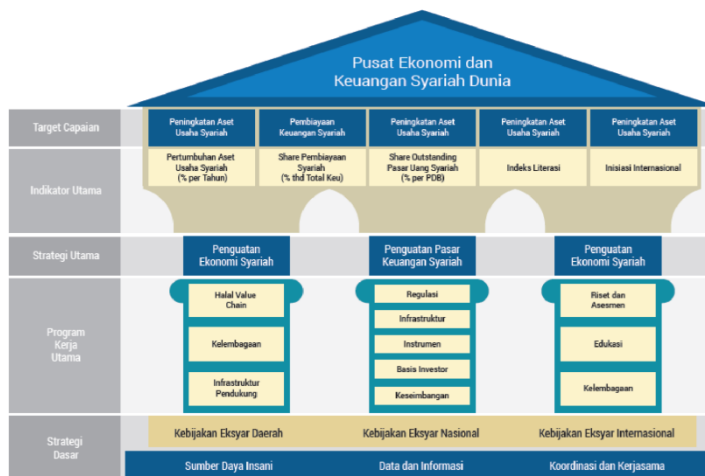 Pusat Ekonomi dan
Keuangan Syariah Dunia
Target Capaian
Peningkatan Aset
Usaha Syariah
Pembiayaan
Keuangan Syariah
Peningkatan Aset
Usaha Syariah
Peningkatan Aset
Usaha Syariah
Peningkatan Aset
Usaha Syariah
Indikator Utama
Pertumbuhan Aset
Usaha Syariah
(% per Tahun)
Share Pembiayaan
Syariah
(% thd Total Keu)
Share Outstanding
Pasar Uang Syariah
(% per PDB)
Indeks Literasi
Inisiasi Internasional
Strategi Utama
Penguatan
Ekonomi Syariah
Penguatan Pasar
Keuangan Syariah
Penguatan
Ekonomi Syariah
Program
Kerja
Utama
Halal Value
Chain
Kelembagaan
Infrastruktur
Pendukung
Regulasi
Infrastruktur
Instrumen
Basis Investor
Keseimbangan
Riset dan
Asesmen
Edukasi
Kelembagaan
Strategi
Dasar
Kebijakan Eksyar Daerah
Kebijakan Eksyar Nasional
Kebijakan Eksyar Internasional
Sumber Daya Insani
Data dan Informasi
Koordinasi dan Kerjasama